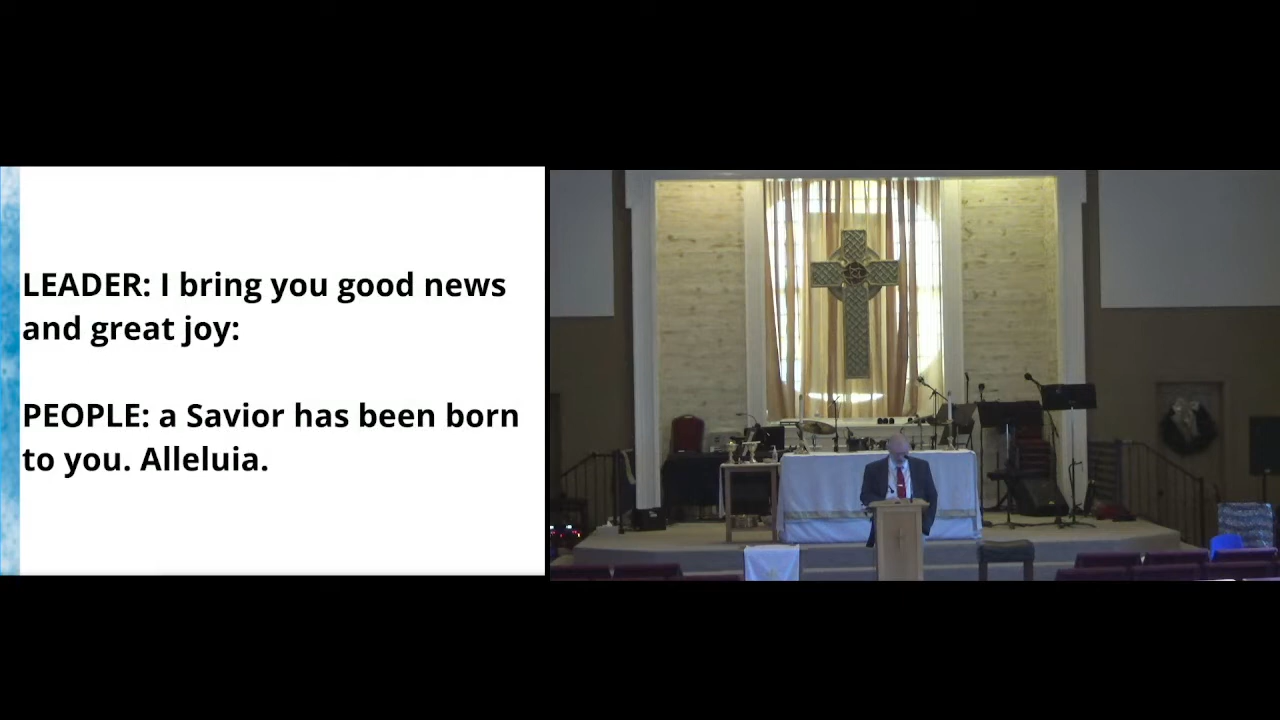 LEADER: I bring you good news
and great joy:
PEOPLE: a Savior has been born
to you. Alleluia.